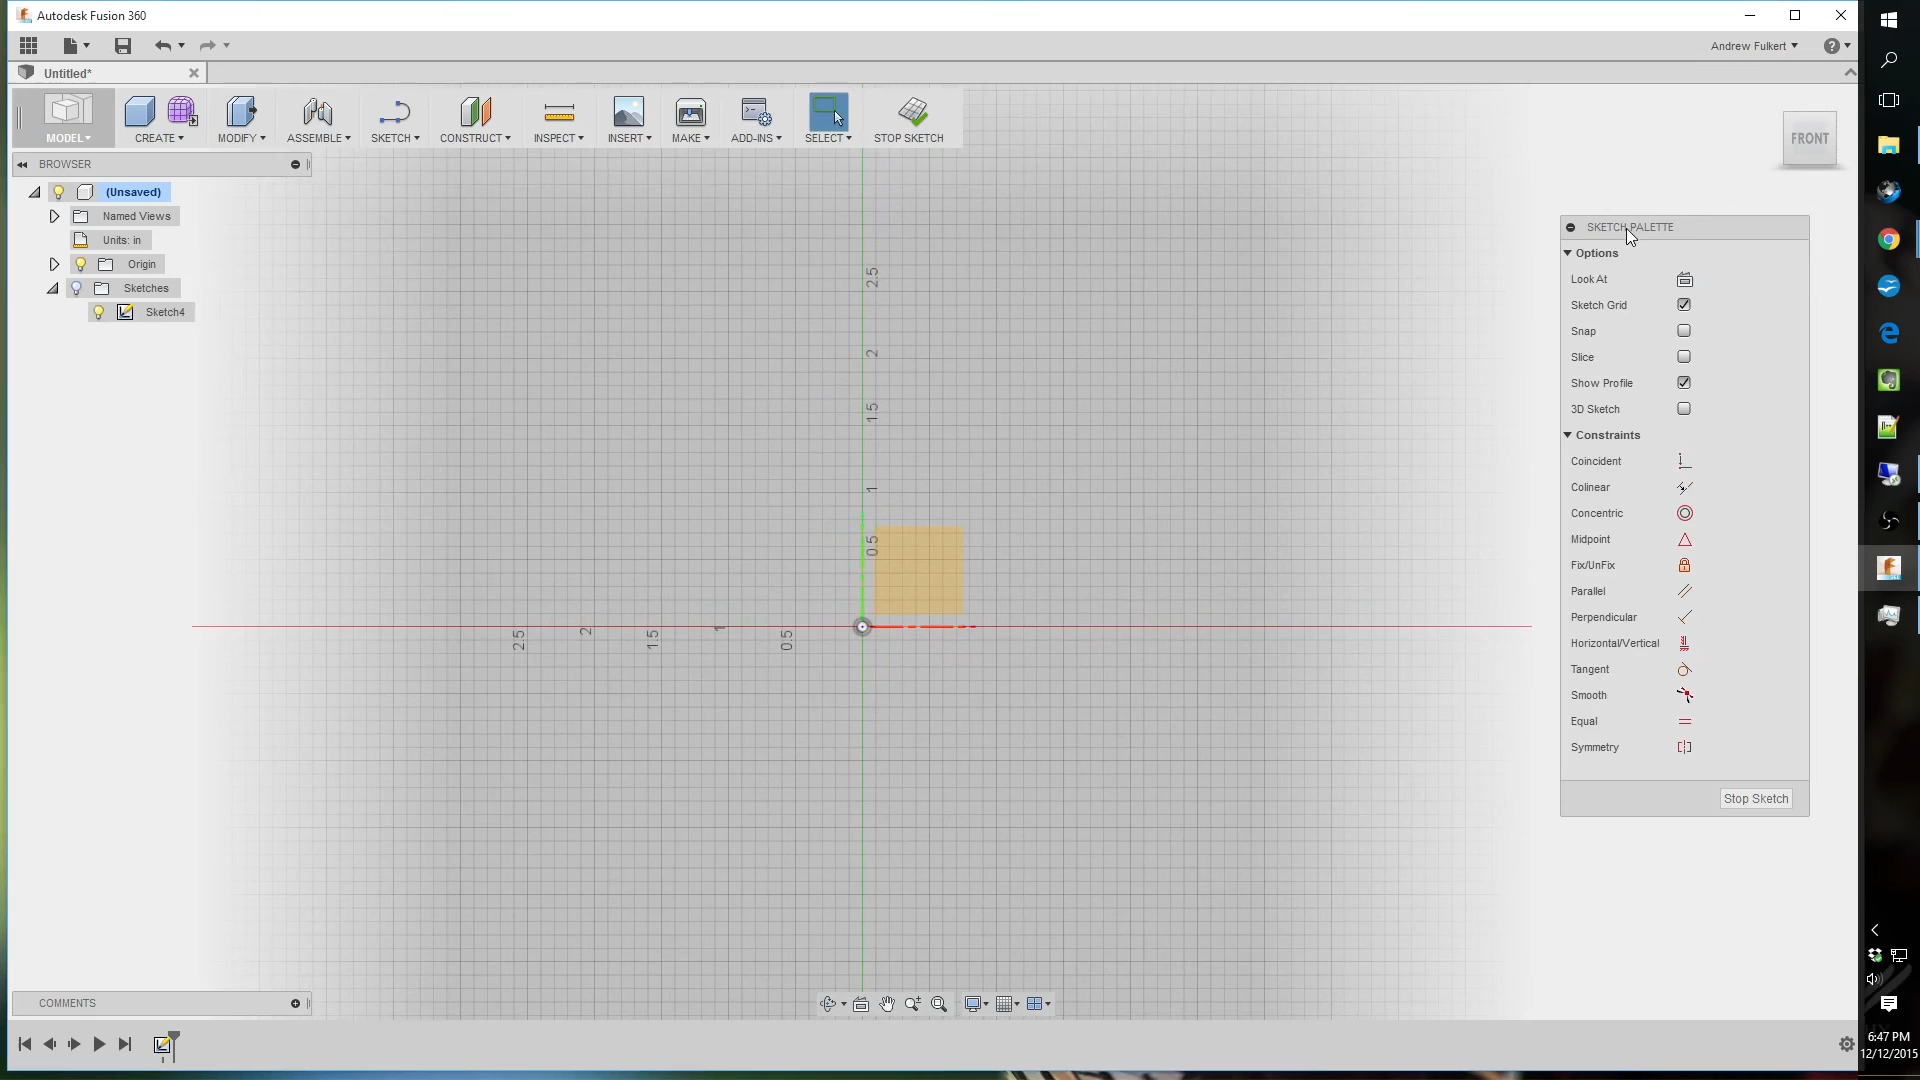 Autodesk Fusion 360
Andrew Fulkert
Untitled*
MODEL
CREATE
MODIFY
ASSEMBLE
SKETCH
CONSTRUCT
INSPECT
INSERT
MAKE
ADD-INS
SELECT
STOP SKETCH
FRONT
BROWSER
(Unsaved)
Named Views
Units: in
Origin
Sketches
Sketch4
SKETCH PALETTE
Options
Look At
Sketch Grid
Snap
Slice
Show Profile
3D Sketch
Constraints
Coincident
Colinear
Concentric
Midpoint
Fix/UnFix
Parallel
Perpendicular
Horizontal/Vertical
Tangent
Smooth
Equal
Symmetry
Stop Sketch
2.5
2
1.5
1
0.5
2.5
2
1.5
1
0.5
COMMENTS
6:47 PM
12/12/2015